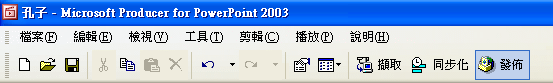 孔子 - Microsoft Producer for PowerPoint 2003
檔案(F) 編輯(E) 檢視(V) 工具(T) 剪輯(C) 播放(P) 說明(H)
擷取 同步化 發佈